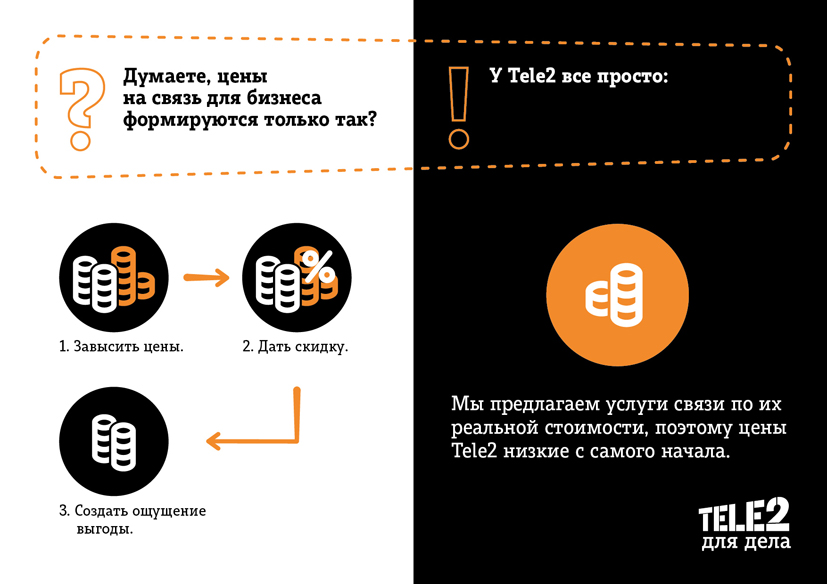 Думаете, цены
на связь для бизнеса
формируются только так?
У Tele2 все просто:
1. Завысить цены.
2. Дать скидку.
3. Создать ощущение
выгоды.
Мы предлагаем услуги связи по их
реальной стоимости, поэтому цены
Tele2 низкие с самого начала.
TELE2
для дела